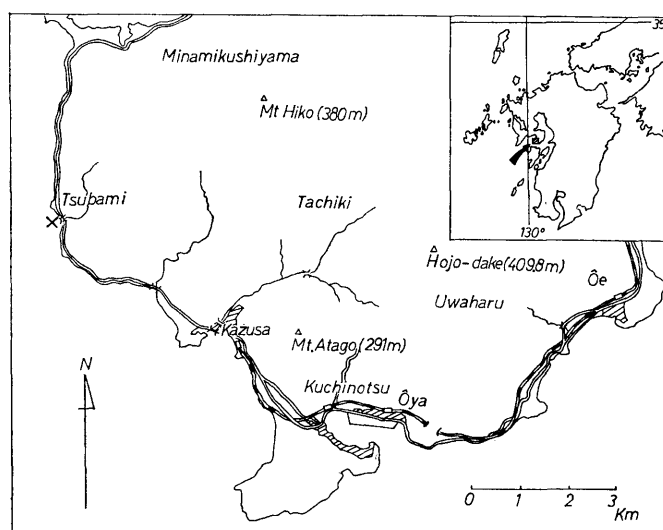 Minamikushiyama
Mt Hiko (380m)
35
130°
Tsubami
Tachiki
Hojo-dake (409.8m)
Ôe
Uwaharu
Kazusa
Mt. Atago (291m)
N
Kuchinotsu
Ôya
0 1 2 3
Km